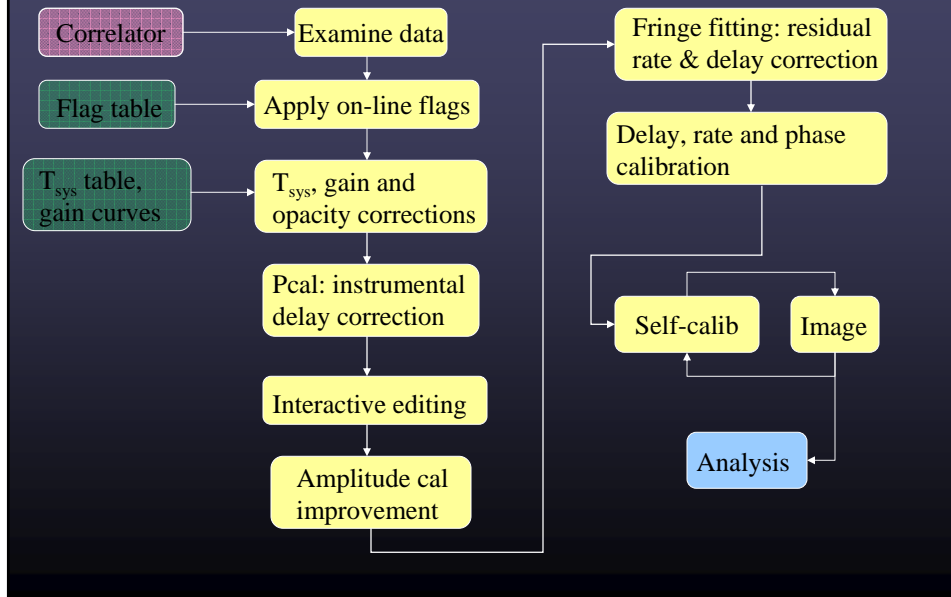 Correlator
Examine data
Flag table
Apply on-line flags
Tsys table,
gain curves
Tsys, gain and
opacity corrections
Pcal: instrumental
delay correction
Interactive editing
Amplitude cal
improvement
Fringe fitting: residual
rate & delay correction
Delay, rate and phase
calibration
Self-calib
Image
Analysis